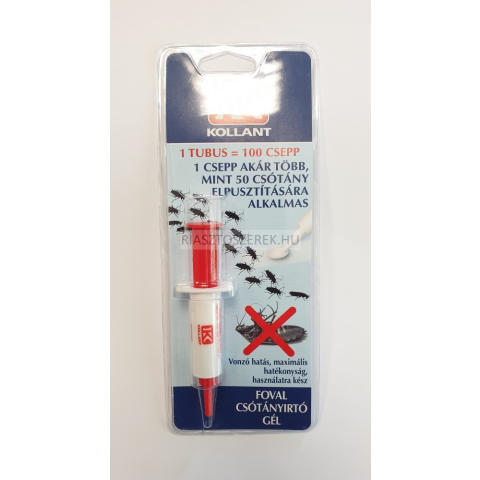 KOLLANT
1 TUBUS = 100 CSEPP
1 CSEPP AKÁR TÖBB,
MINT 50 CSÓTÁNY
ELPUSZTÍTÁSÁRA
ALKALMAS
RIASZTOSZEREK.HU
Vonzó hatás, maximális
hatékonyság,
használatra kész
FOVAL
CSÓTÁNYIRTÓ
GÉL